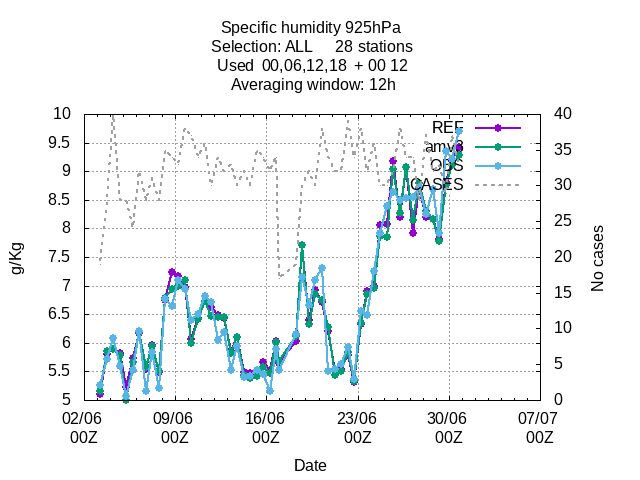 Specific humidity 925hPa
Selection: ALL 28 stations
Used 00,06,12,18 + 00 12
Averaging window: 12h
10
9.5
9
8.5
8
7.5
7
6.5
6
5.5
5
40
35
30
25
20
15
10
5
0
REF
amv3
OBS
CASES
g/Kg
No cases
02/06 00Z
09/06 00Z
16/06 00Z
23/06 00Z
30/06 00Z
07/07 00Z
Date